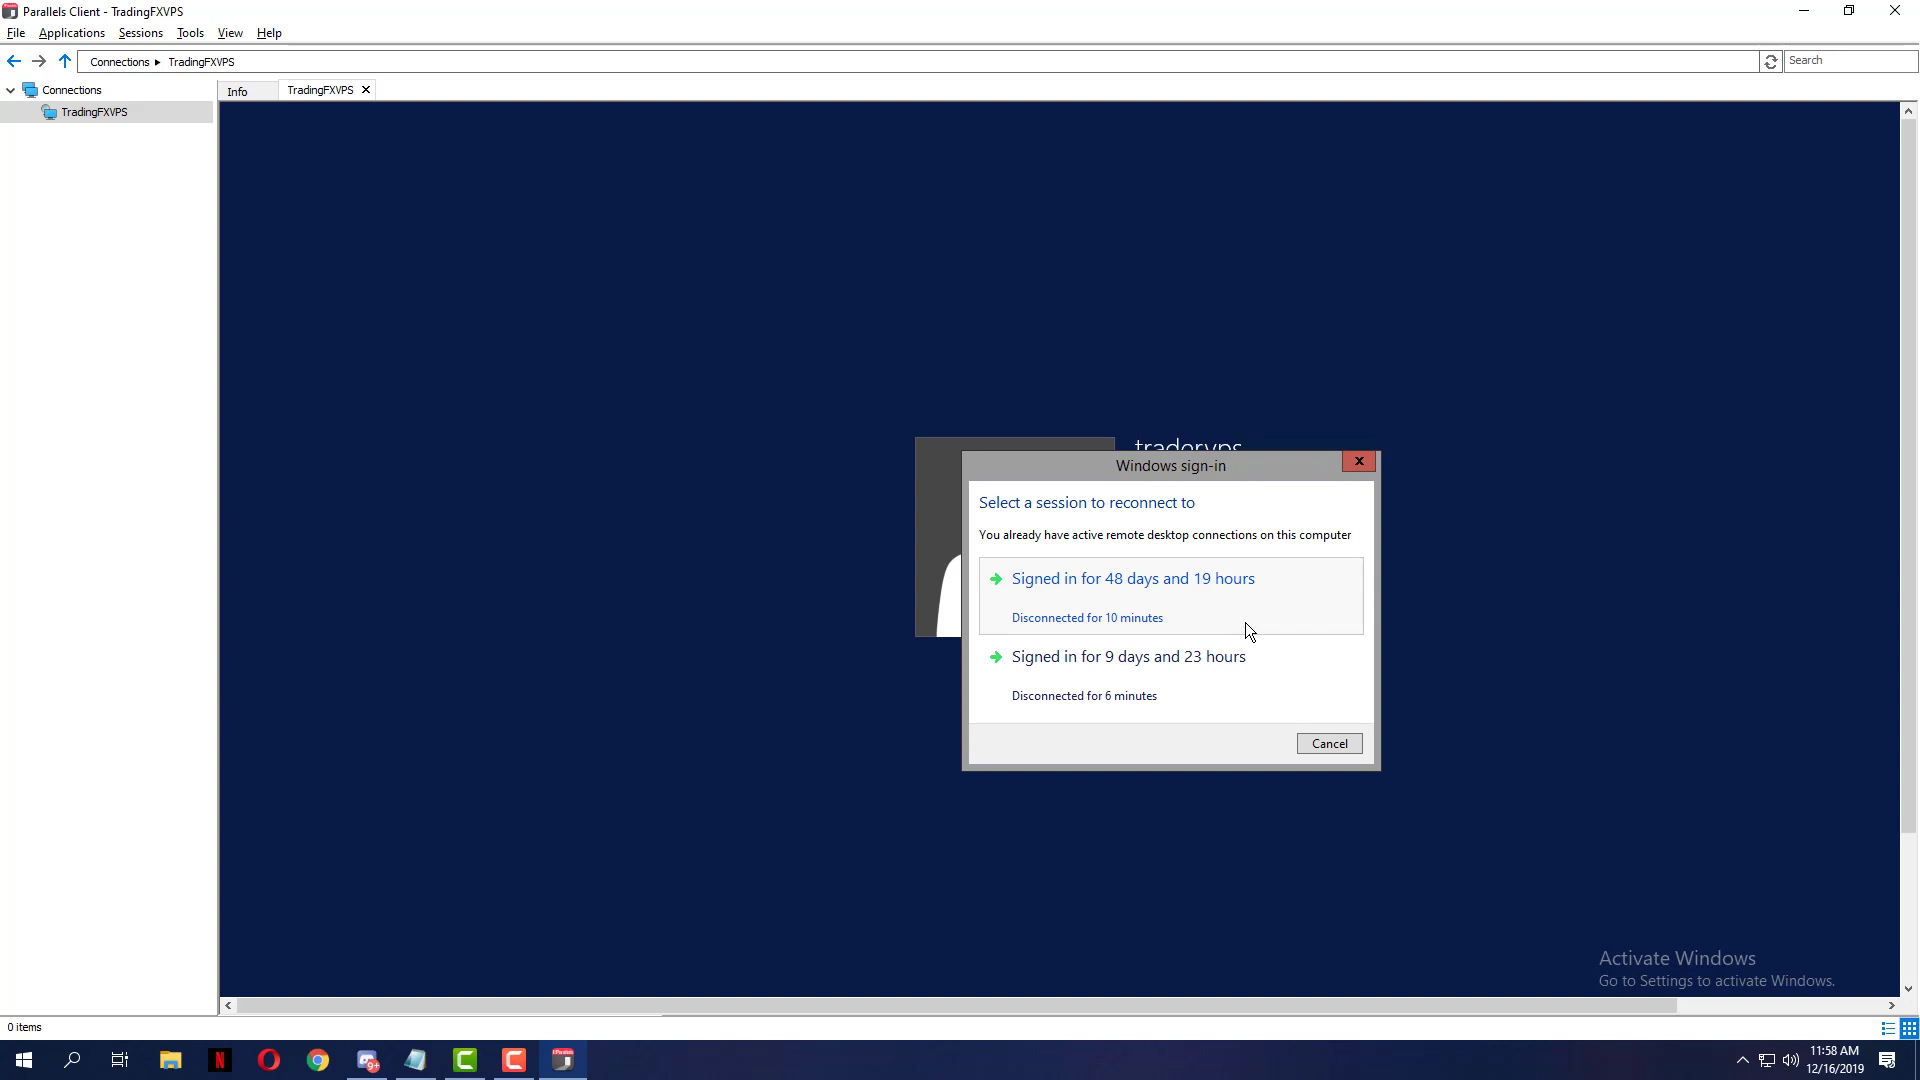 Parallels Client - TradingFXVPS
File Applications Sessions Tools View Help
Connections TradingFXVPS
Search
Connections
TradingFXVPS
Info
TradingFXVPS
tradervps
Windows sign-in
x
Select a session to reconnect to
You already have active remote desktop connections on this computer
Signed in for 48 days and 19 hours
Disconnected for 10 minutes
Signed in for 9 days and 23 hours
Disconnected for 6 minutes
Cancel
Activate Windows
Go to Settings to activate Windows.
0 items
N
9+
11:58 AM
12/16/2019